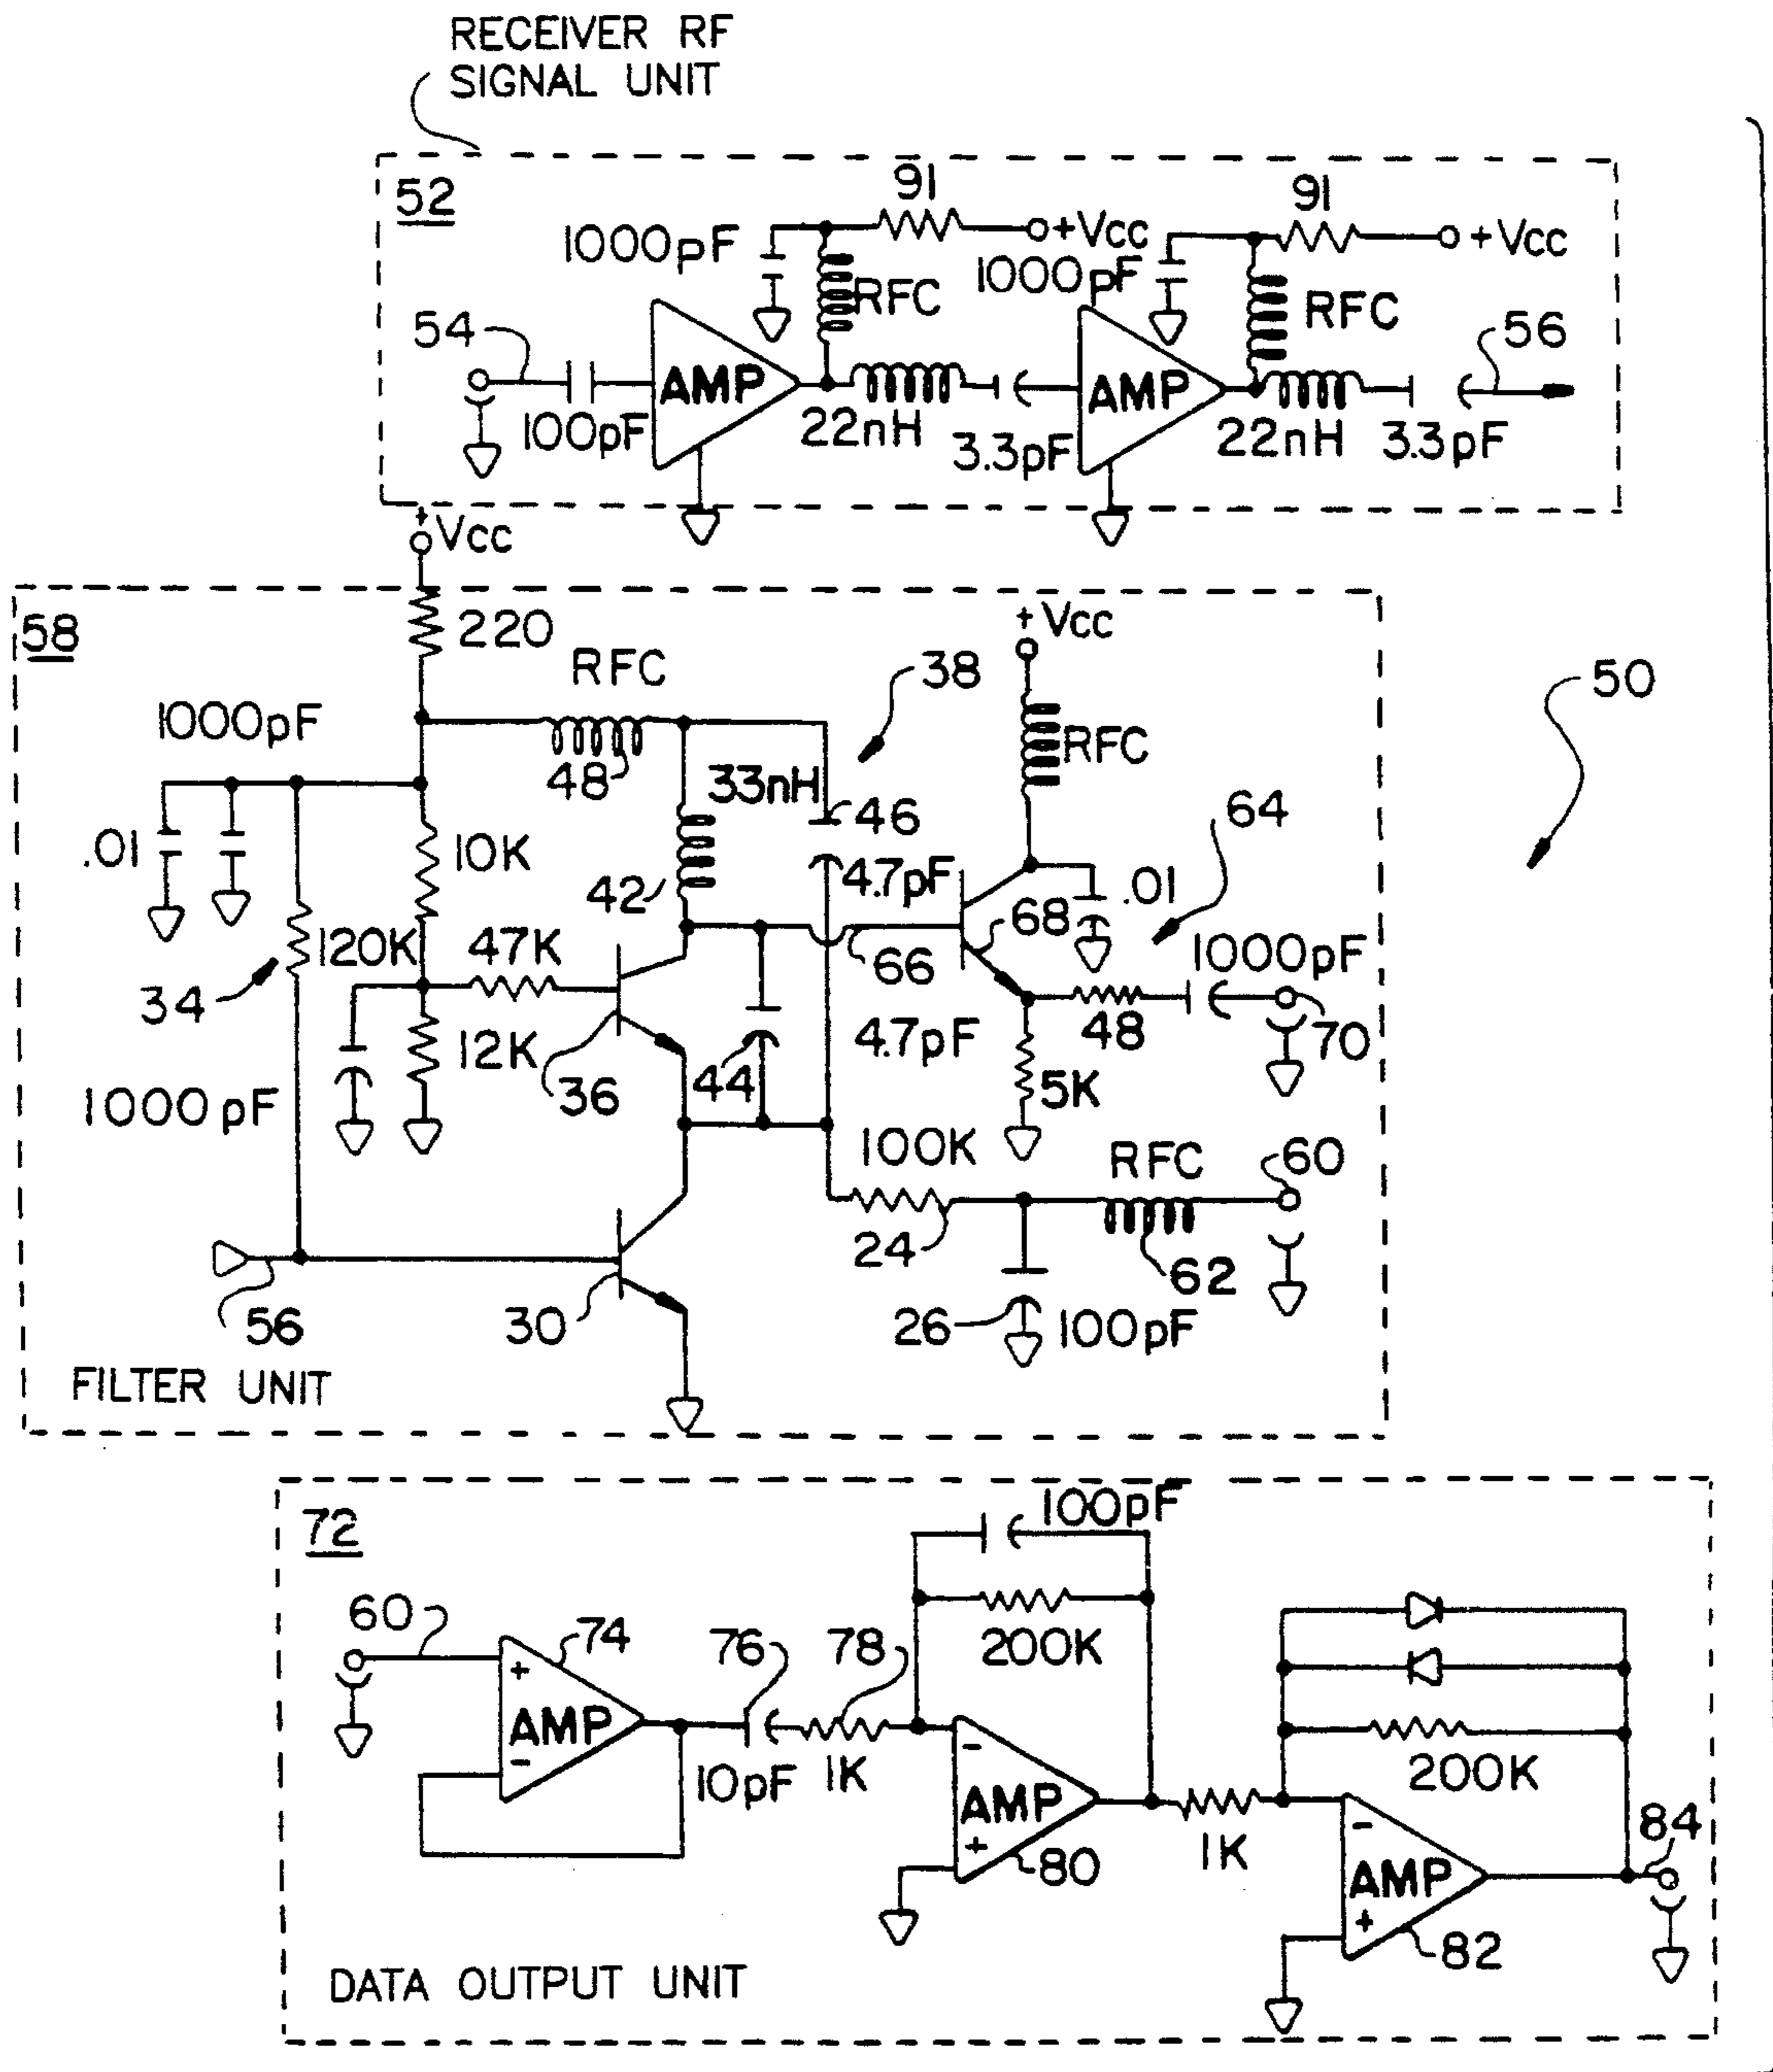 RECEIVER RF
SIGNAL UNIT
52
91
91
1000pF
+Vcc
+Vcc
1000pF
RFC
RFC
54
56
AMP
AMP
100pF
22nH
3.3pF
22nH
3.3pF
+
Vcc
58
220
+ Vcc
RFC
38
50
1000pF
RFC
48
33nH
46
64
.01
10K
4.7pF
42
.01
68
120K
47K
66
1000pF
34
12K
4.7pF
48
70
36
44
5K
1000pF
100K
RFC
60
24
62
56
30
26
100pF
FILTER UNIT
72
100pF
60
74
76
78
200K
+
AMP
-
10pF
1K
-
AMP
+
80
200K
1K
84
-
AMP
+
82
DATA OUTPUT UNIT